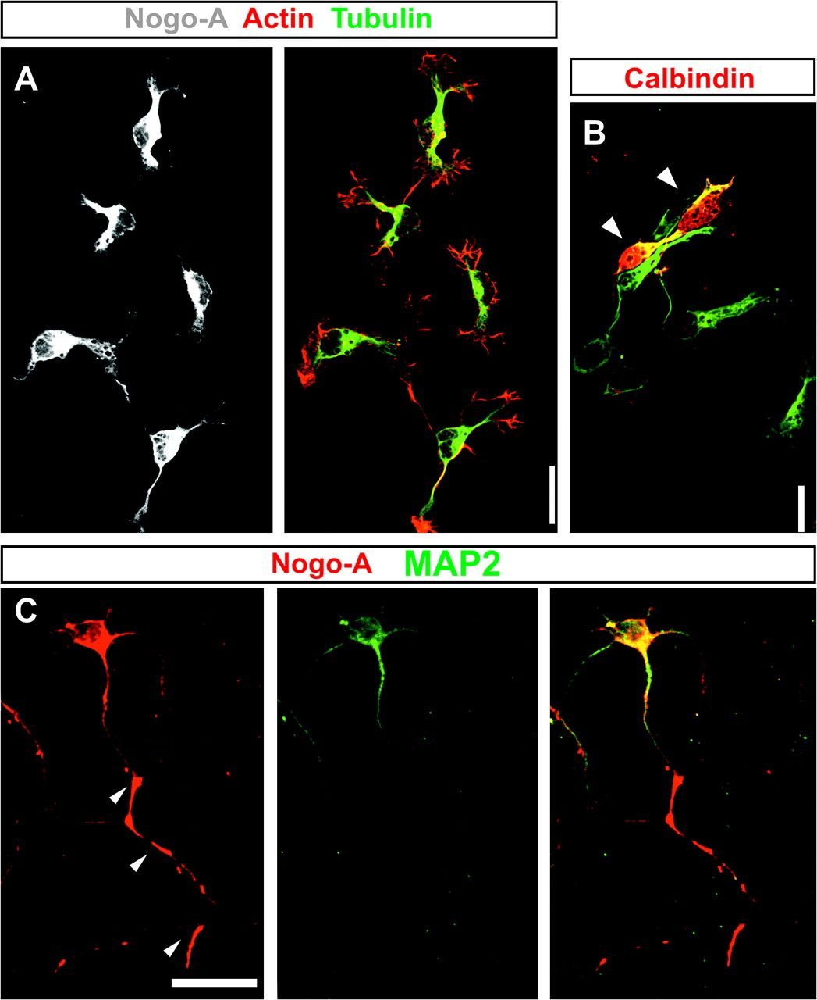 Nogo-A Actin Tubulin
A
Calbindin
B
Nogo-A MAP2
C